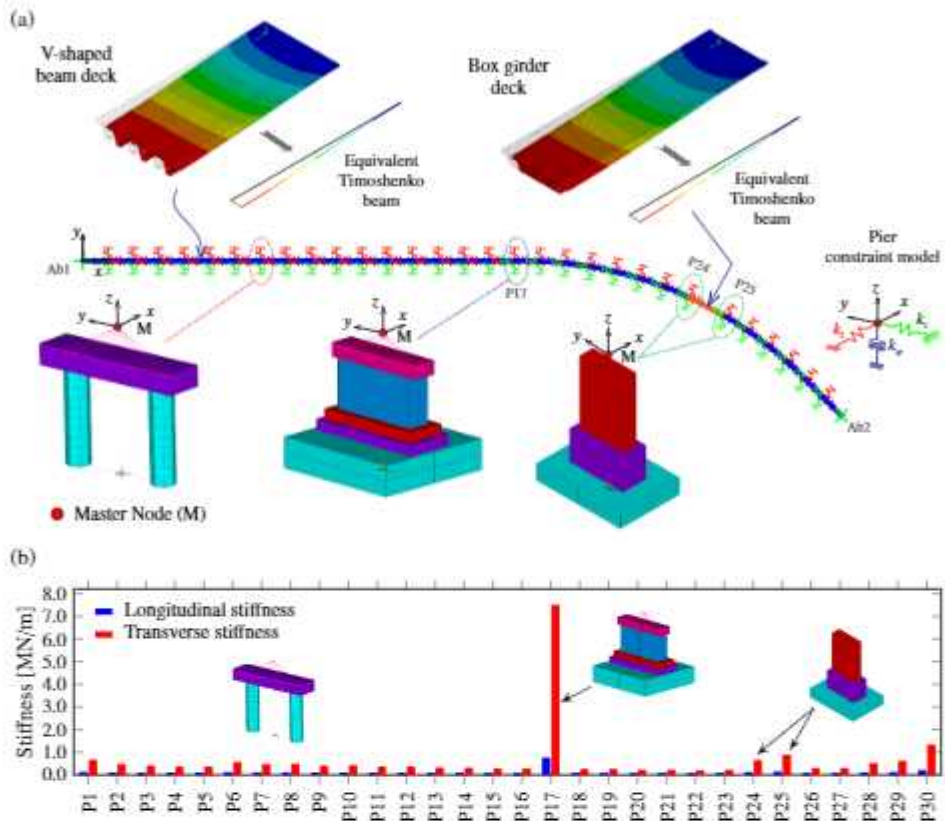 (a)
V-shaped
beam deck
Box girder
deck
Equivalent
Timoshenko
beam
Equivalent
Timoshenko
beam
y
Ab1
x
P17
P24
P25
Pier
constraint model
z
y
x
M
z
y
x
M
z
y
x
M
z
y
x
Ab2
Master Node (M)
(b)
Stiffness [MN/m]
8.0
7.0
6.0
5.0
4.0
3.0
2.0
1.0
0.0
Longitudinal stiffness
Transverse stiffness
P1 P2 P3 P4 P5 P6 P7 P8 P9 P10 P11 P12 P13 P14 P15 P16 P17 P18 P19 P20 P21 P22 P23 P24 P25 P26 P27 P28 P29 P30